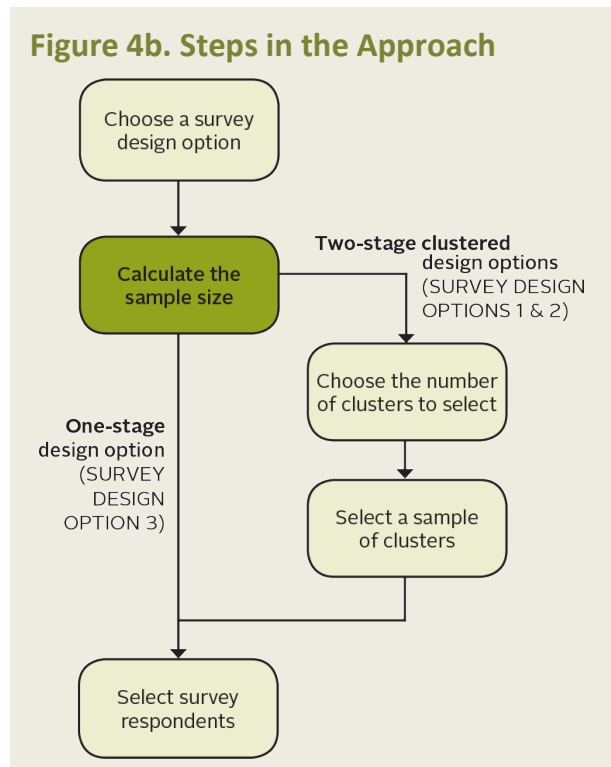 Figure 4b. Steps in the Approach
Choose a survey
design option
Calculate the
sample size
Two-stage clustered
design options
(SURVEY DESIGN
OPTIONS 1 & 2)
Choose the number
of clusters to select
One-stage
design option
(SURVEY
DESIGN
OPTION 3)
Select a sample
of clusters
Select survey
respondents